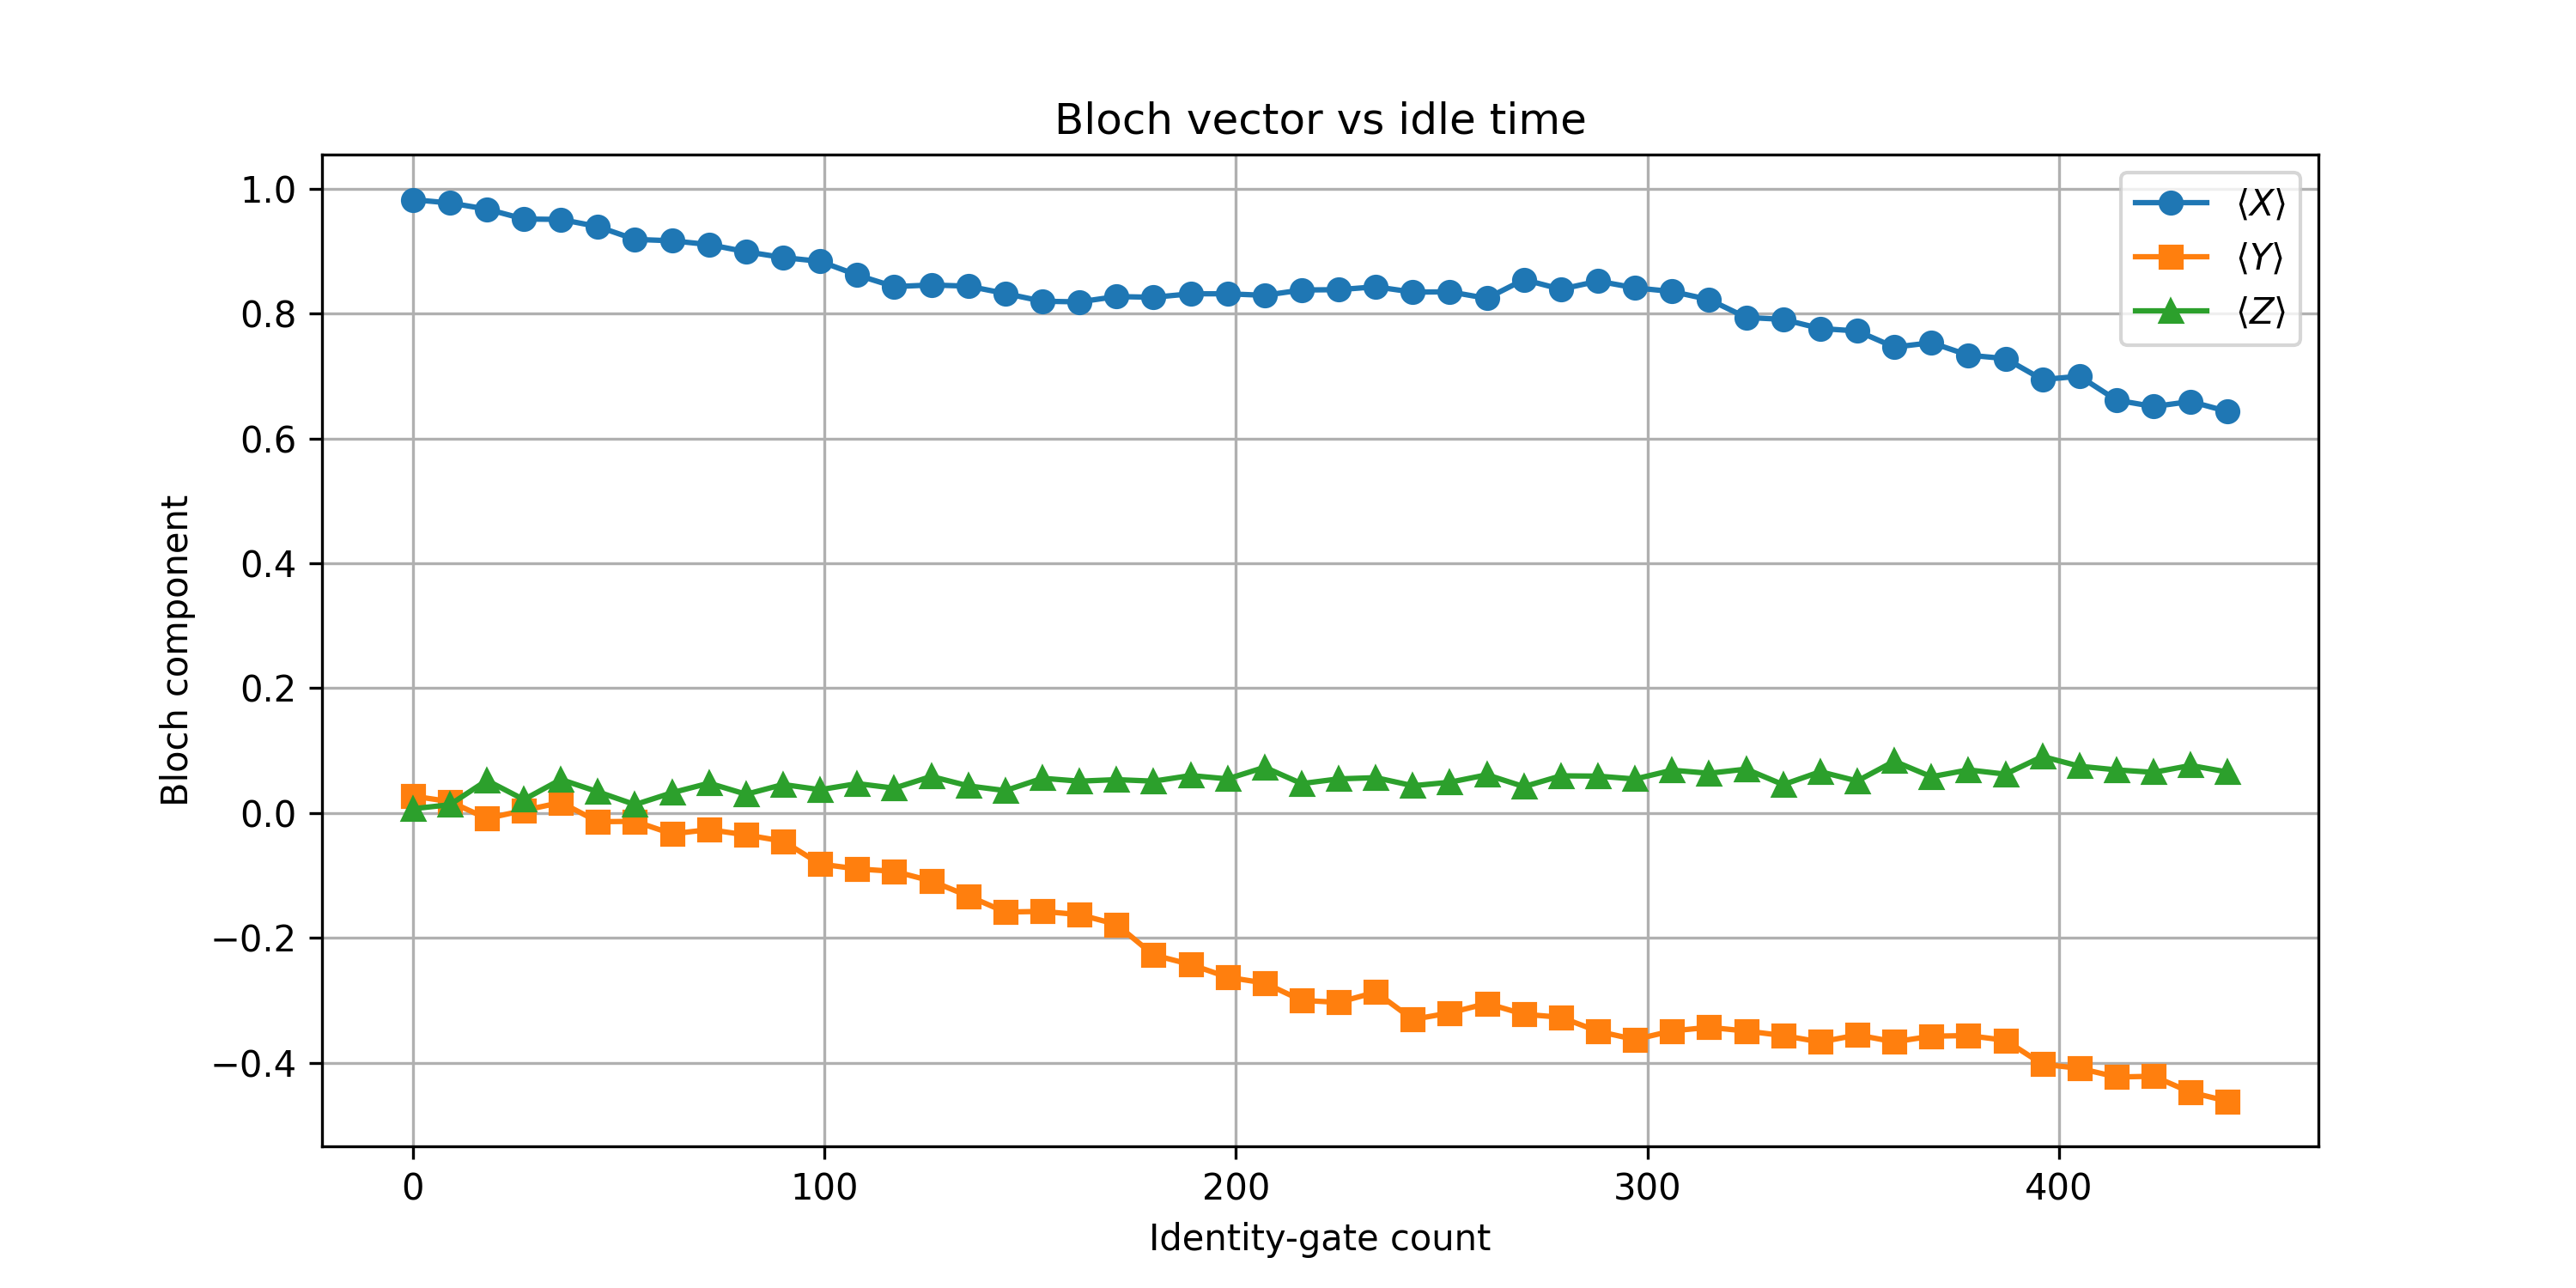 Bloch vector vs idle time
⟨X⟩
⟨Y⟩
⟨Z⟩
1.0
0.8
0.6
0.4
0.2
0.0
−0.2
−0.4
Bloch component
0 100 200 300 400
Identity-gate count